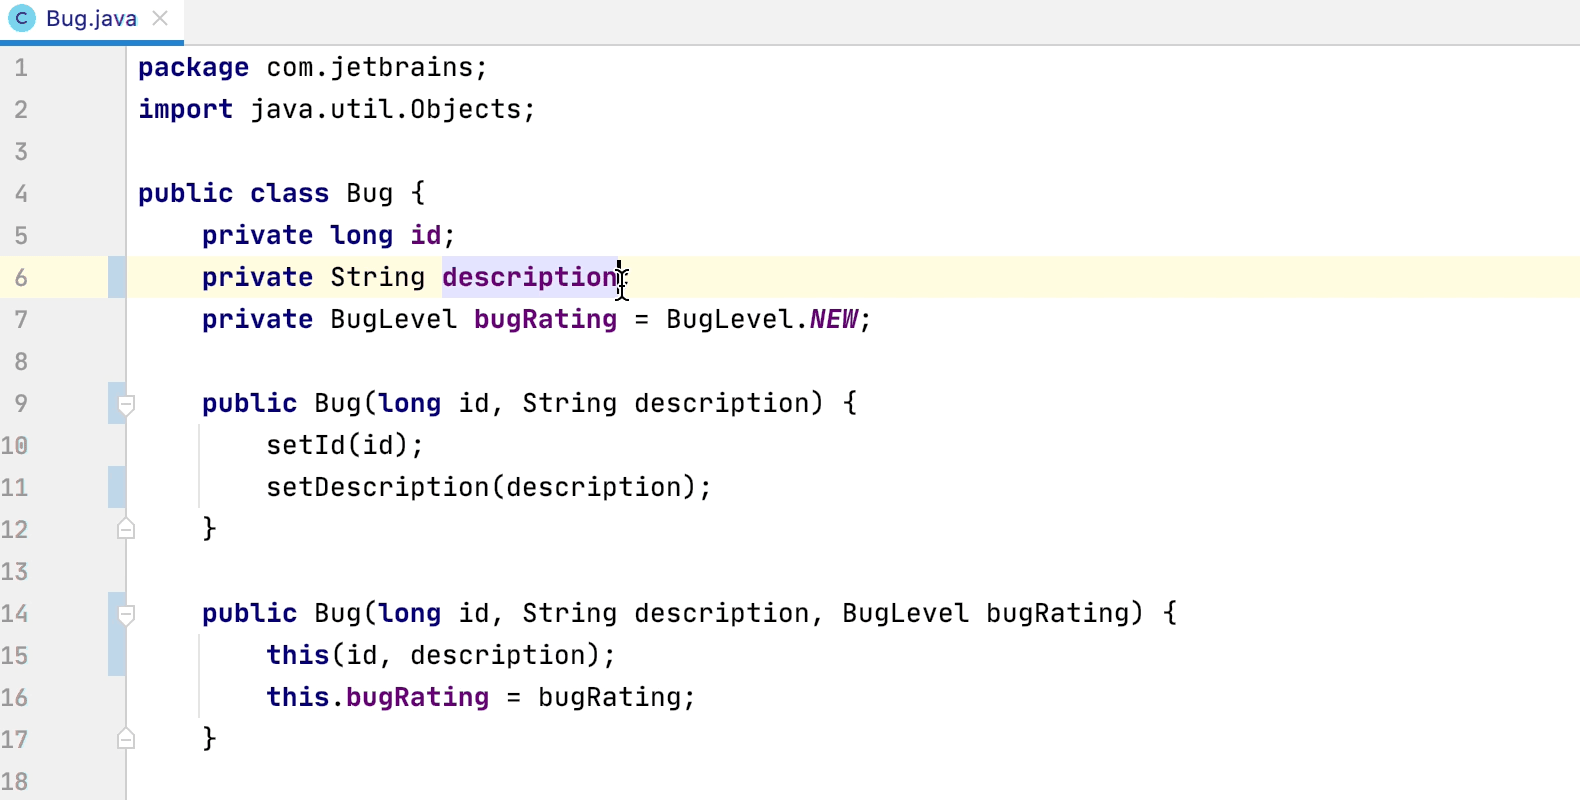 C Bug.java
1 package com.jetbrains;
2 import java.util.Objects;
3
4 public class Bug {
5     private long id;
6     private String description;
7     private BugLevel bugRating = BugLevel.NEW;
8
9     public Bug(long id, String description) {
10         setId(id);
11         setDescription(description);
12     }
13
14     public Bug(long id, String description, BugLevel bugRating) {
15         this(id, description);
16         this.bugRating = bugRating;
17     }
18